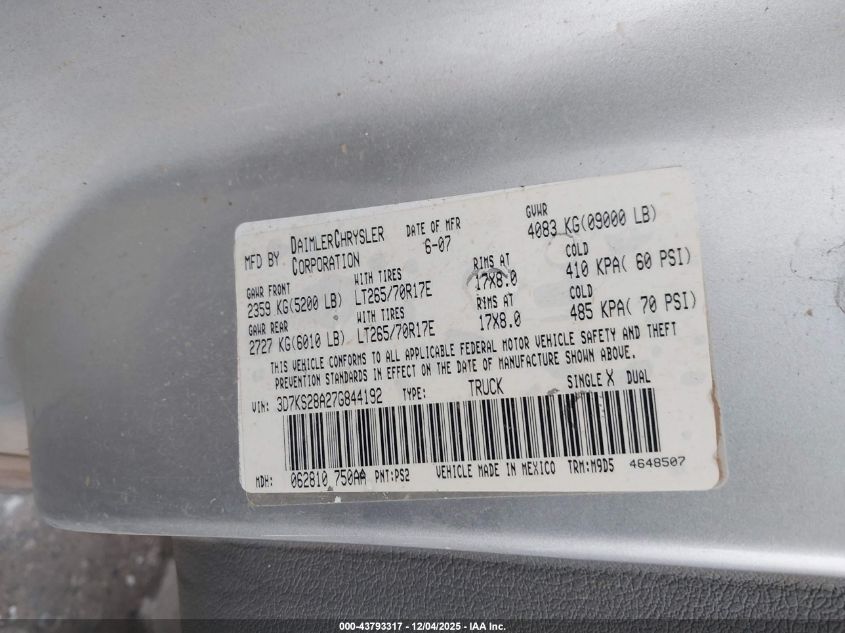 MFD BY DAIMLERCHRYSLER CORPORATION DATE OF MFR 6-07 GVWR 4083 KG(09000 LB)
GAWR FRONT WITH TIRES RIMS AT COLD
2359 KG(5200 LB) LT265/70R17E 17X8.0 410 KPA( 60 PSI)
GAWR REAR WITH TIRES RIMS AT COLD
2727 KG(6010 LB) LT265/70R17E 17X8.0 485 KPA( 70 PSI)
THIS VEHICLE CONFORMS TO ALL APPLICABLE FEDERAL MOTOR VEHICLE SAFETY AND THEFT
PREVENTION STANDARDS IN EFFECT ON THE DATE OF MANUFACTURE SHOWN ABOVE.
VIN: 3D7KS28A27G844192 TYPE: TRUCK SINGLE X DUAL
MDH: 062810 750AA PNT:PS2 VEHICLE MADE IN MEXICO TRM:M9D5 4648507
000-43793317 - 12/04/2025 - IAA Inc.